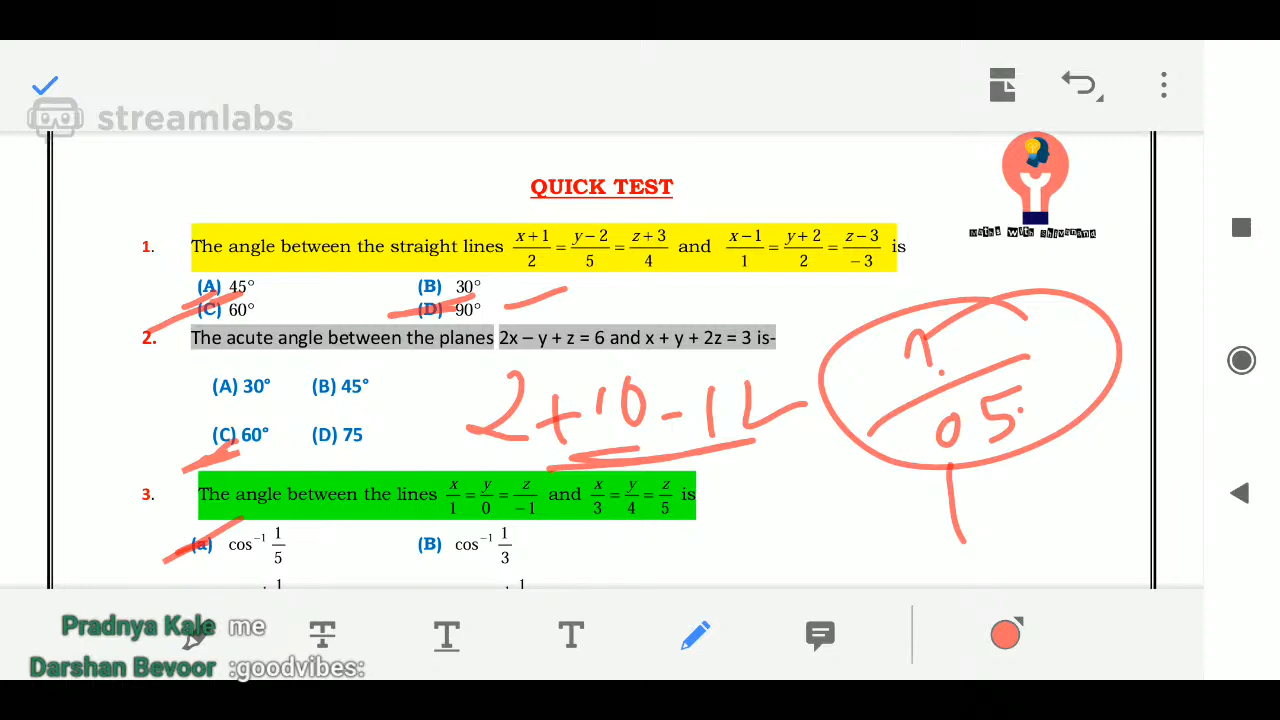 streamlabs
QUICK TEST
Maths With Shivanand
1. The angle between the straight lines (x+1)/2 = (y−2)/5 = (z+3)/4 and (x−1)/1 = (y+2)/2 = (z−3)/−3 is
(A) 45° (B) 30°
(C) 60° (D) 90°
2. The acute angle between the planes 2x – y + z = 6 and x + y + 2z = 3 is-
(A) 30° (B) 45°
2+10-12
(C) 60° (D) 75
05
3. The angle between the lines x/1 = y/0 = z/−1 and x/3 = y/4 = z/5 is
(a) cos⁻¹ 1/5 (B) cos⁻¹ 1/3
Pradnya Kale me
Darshan Bevoor :goodvibes: